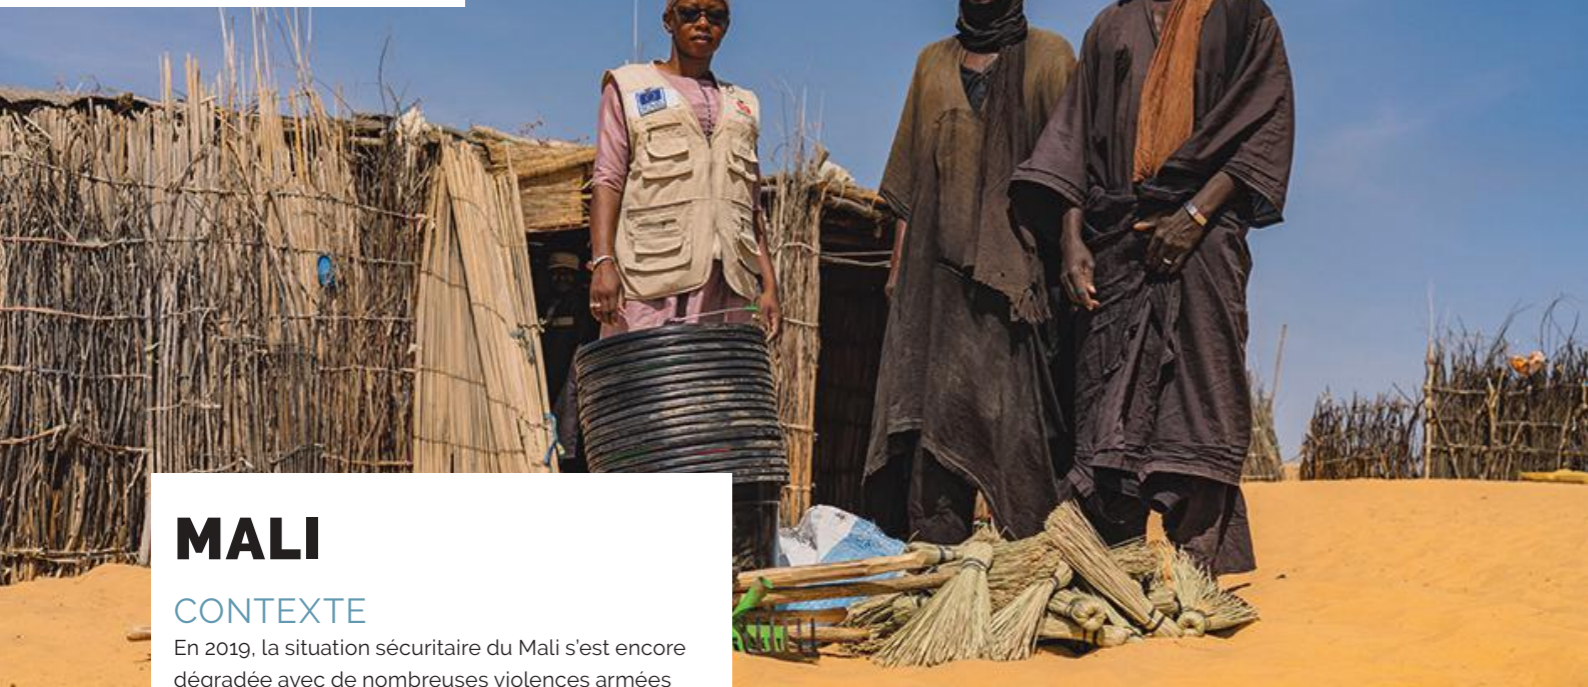 MALI
CONTEXTE
En 2019, la situation sécuritaire du Mali s'est encore
dégradée avec de nombreuses violences armées